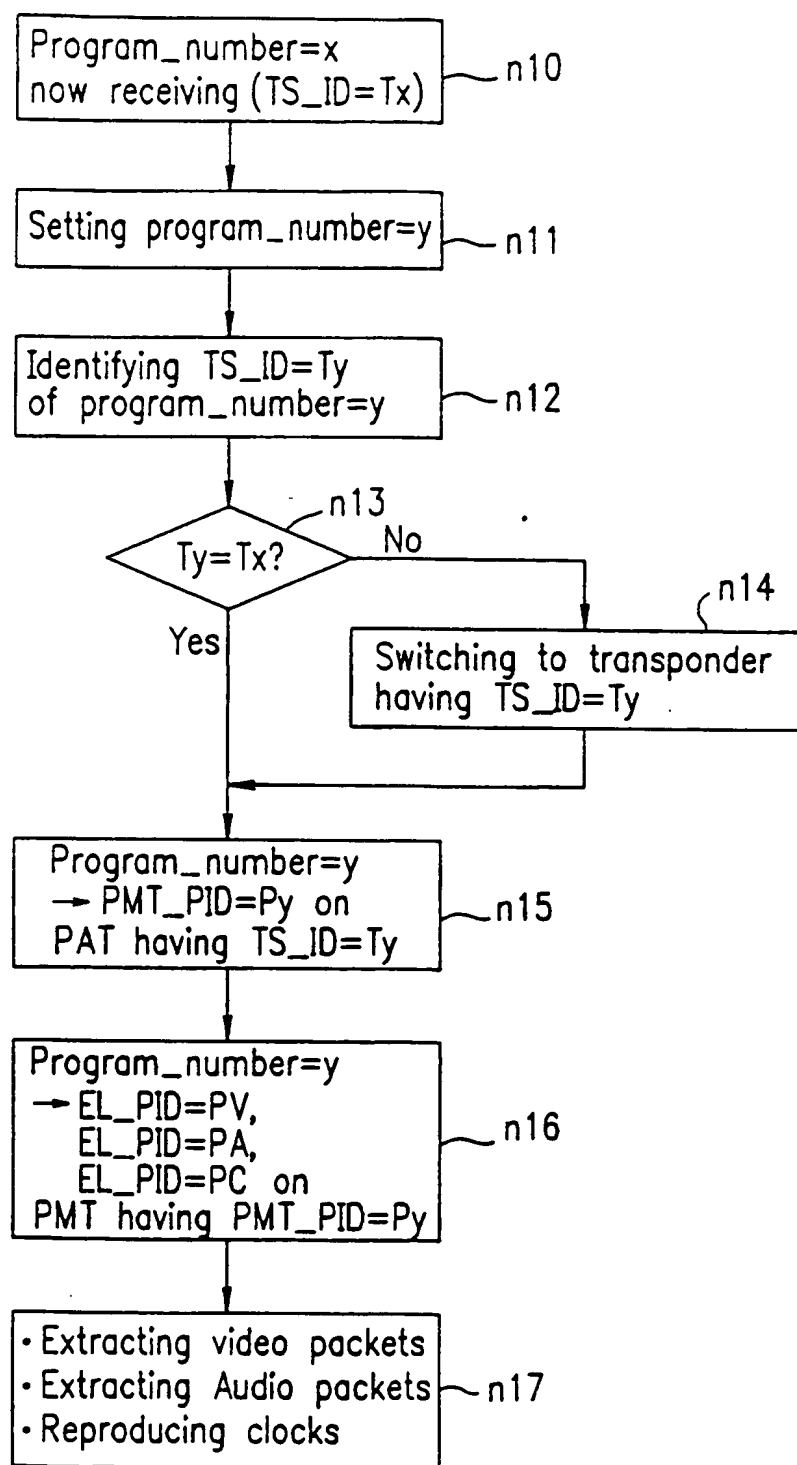 Program_number=x
now receiving (TS_ID=Tx)
n10
Setting program_number=y
n11
Identifying TS_ID=Ty
of program_number=y
n12
n13
Ty=Tx?
No
Yes
n14
Switching to transponder
having TS_ID=Ty
Program_number=y
→ PMT_PID=Py on
PAT having TS_ID=Ty
n15
Program_number=y
→ EL_PID=PV,
EL_PID=PA,
EL_PID=PC on
PMT having PMT_PID=Py
n16
・Extracting video packets
・Extracting Audio packets
・Reproducing clocks
n17